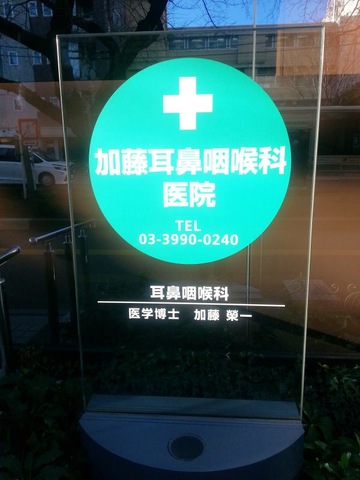 加藤耳鼻咽喉科
医院
TEL
03-3990-0240
耳鼻咽喉科
医学博士 加藤 榮一